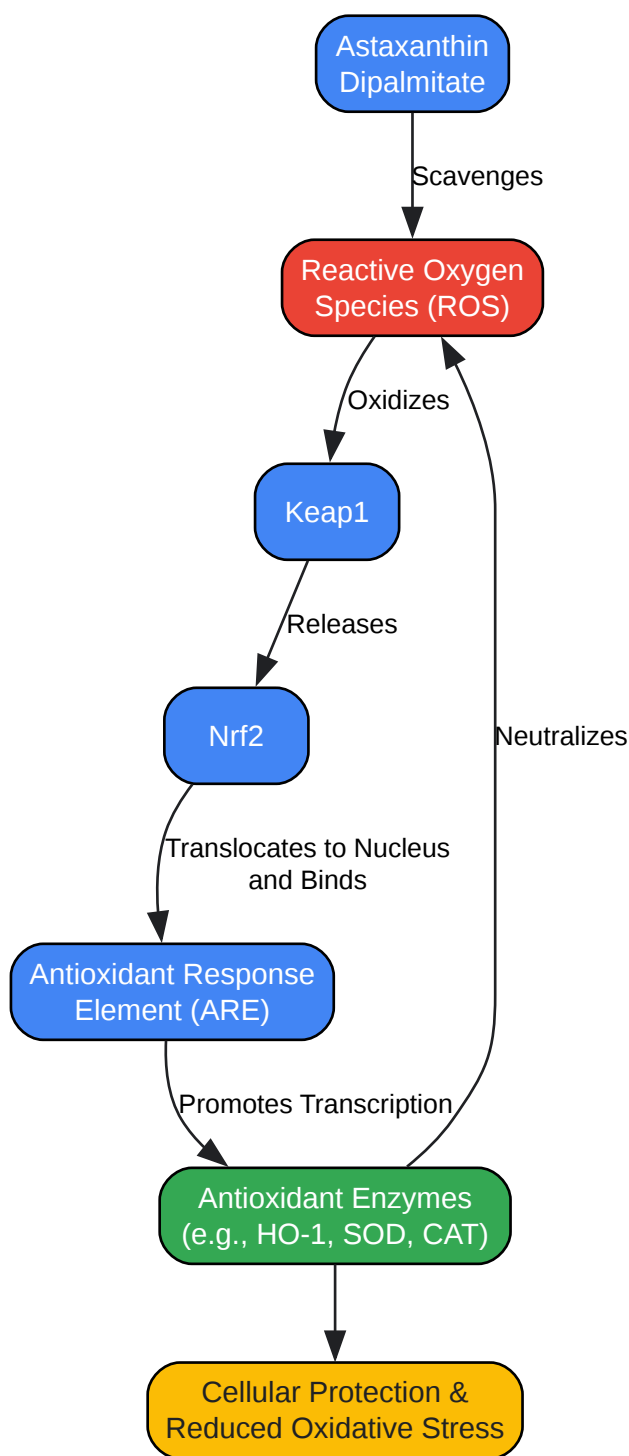 Astaxanthin
Dipalmitate
Scavenges
Reactive Oxygen
Species (ROS)
Oxidizes
Keap1
Releases
Nrf2
Neutralizes
Translocates to Nucleus
and Binds
Antioxidant Response
Element (ARE)
Promotes Transcription
Antioxidant Enzymes
(e.g., HO-1, SOD, CAT)
Cellular Protection &
Reduced Oxidative Stress